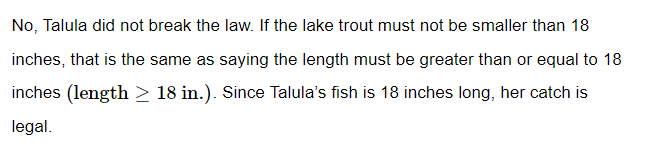 No, Talula did not break the law. If the lake trout must not be smaller than 18
inches, that is the same as saying the length must be greater than or equal to 18
inches (length ≥ 18 in.). Since Talula’s fish is 18 inches long, her catch is
legal.